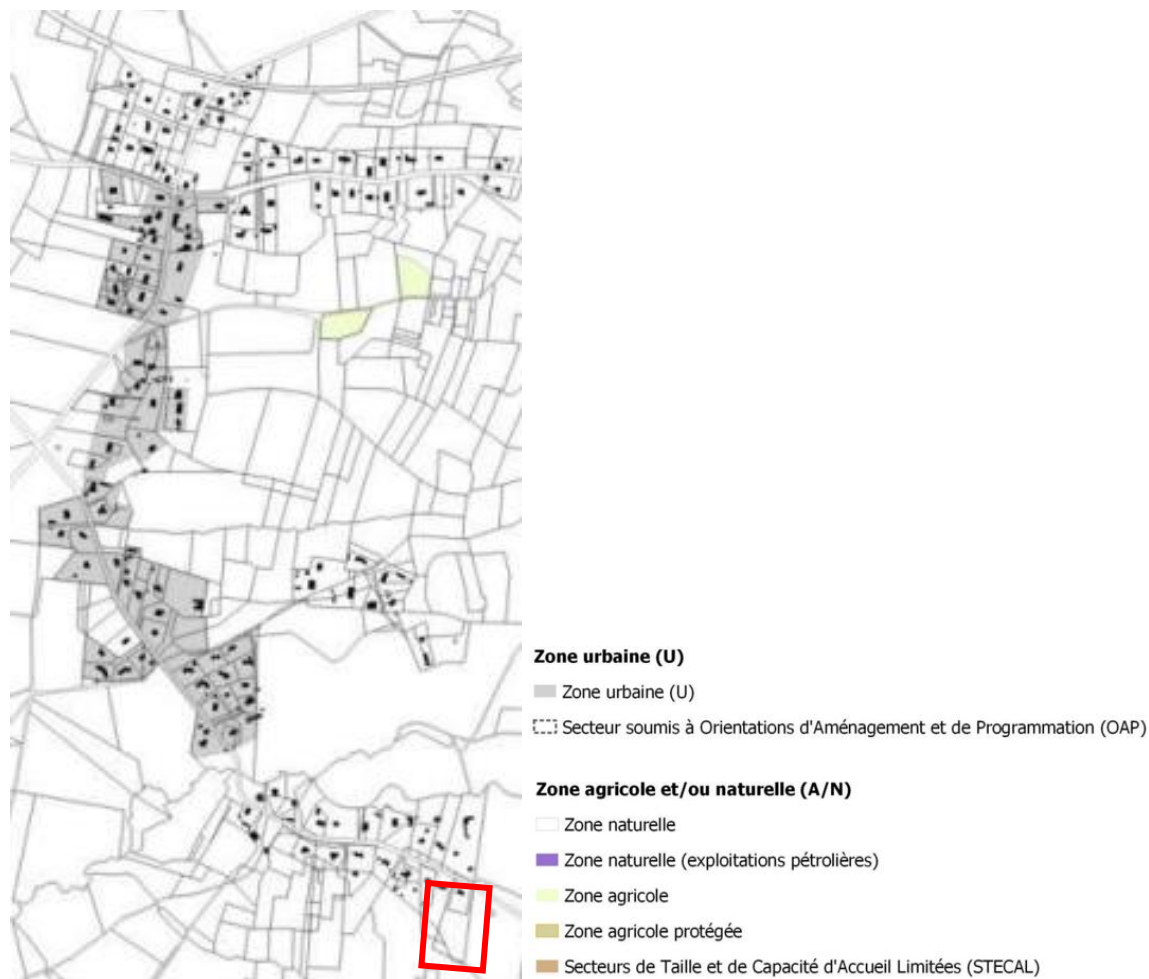 Zone urbaine (U)
Zone urbaine (U)
Secteur soumis à Orientations d'Aménagement et de Programmation (OAP)
Zone agricole et/ou naturelle (A/N)
Zone naturelle
Zone naturelle (exploitations pétrolières)
Zone agricole
Zone agricole protégée
Secteurs de Taille et de Capacité d'Accueil Limitées (STECAL)